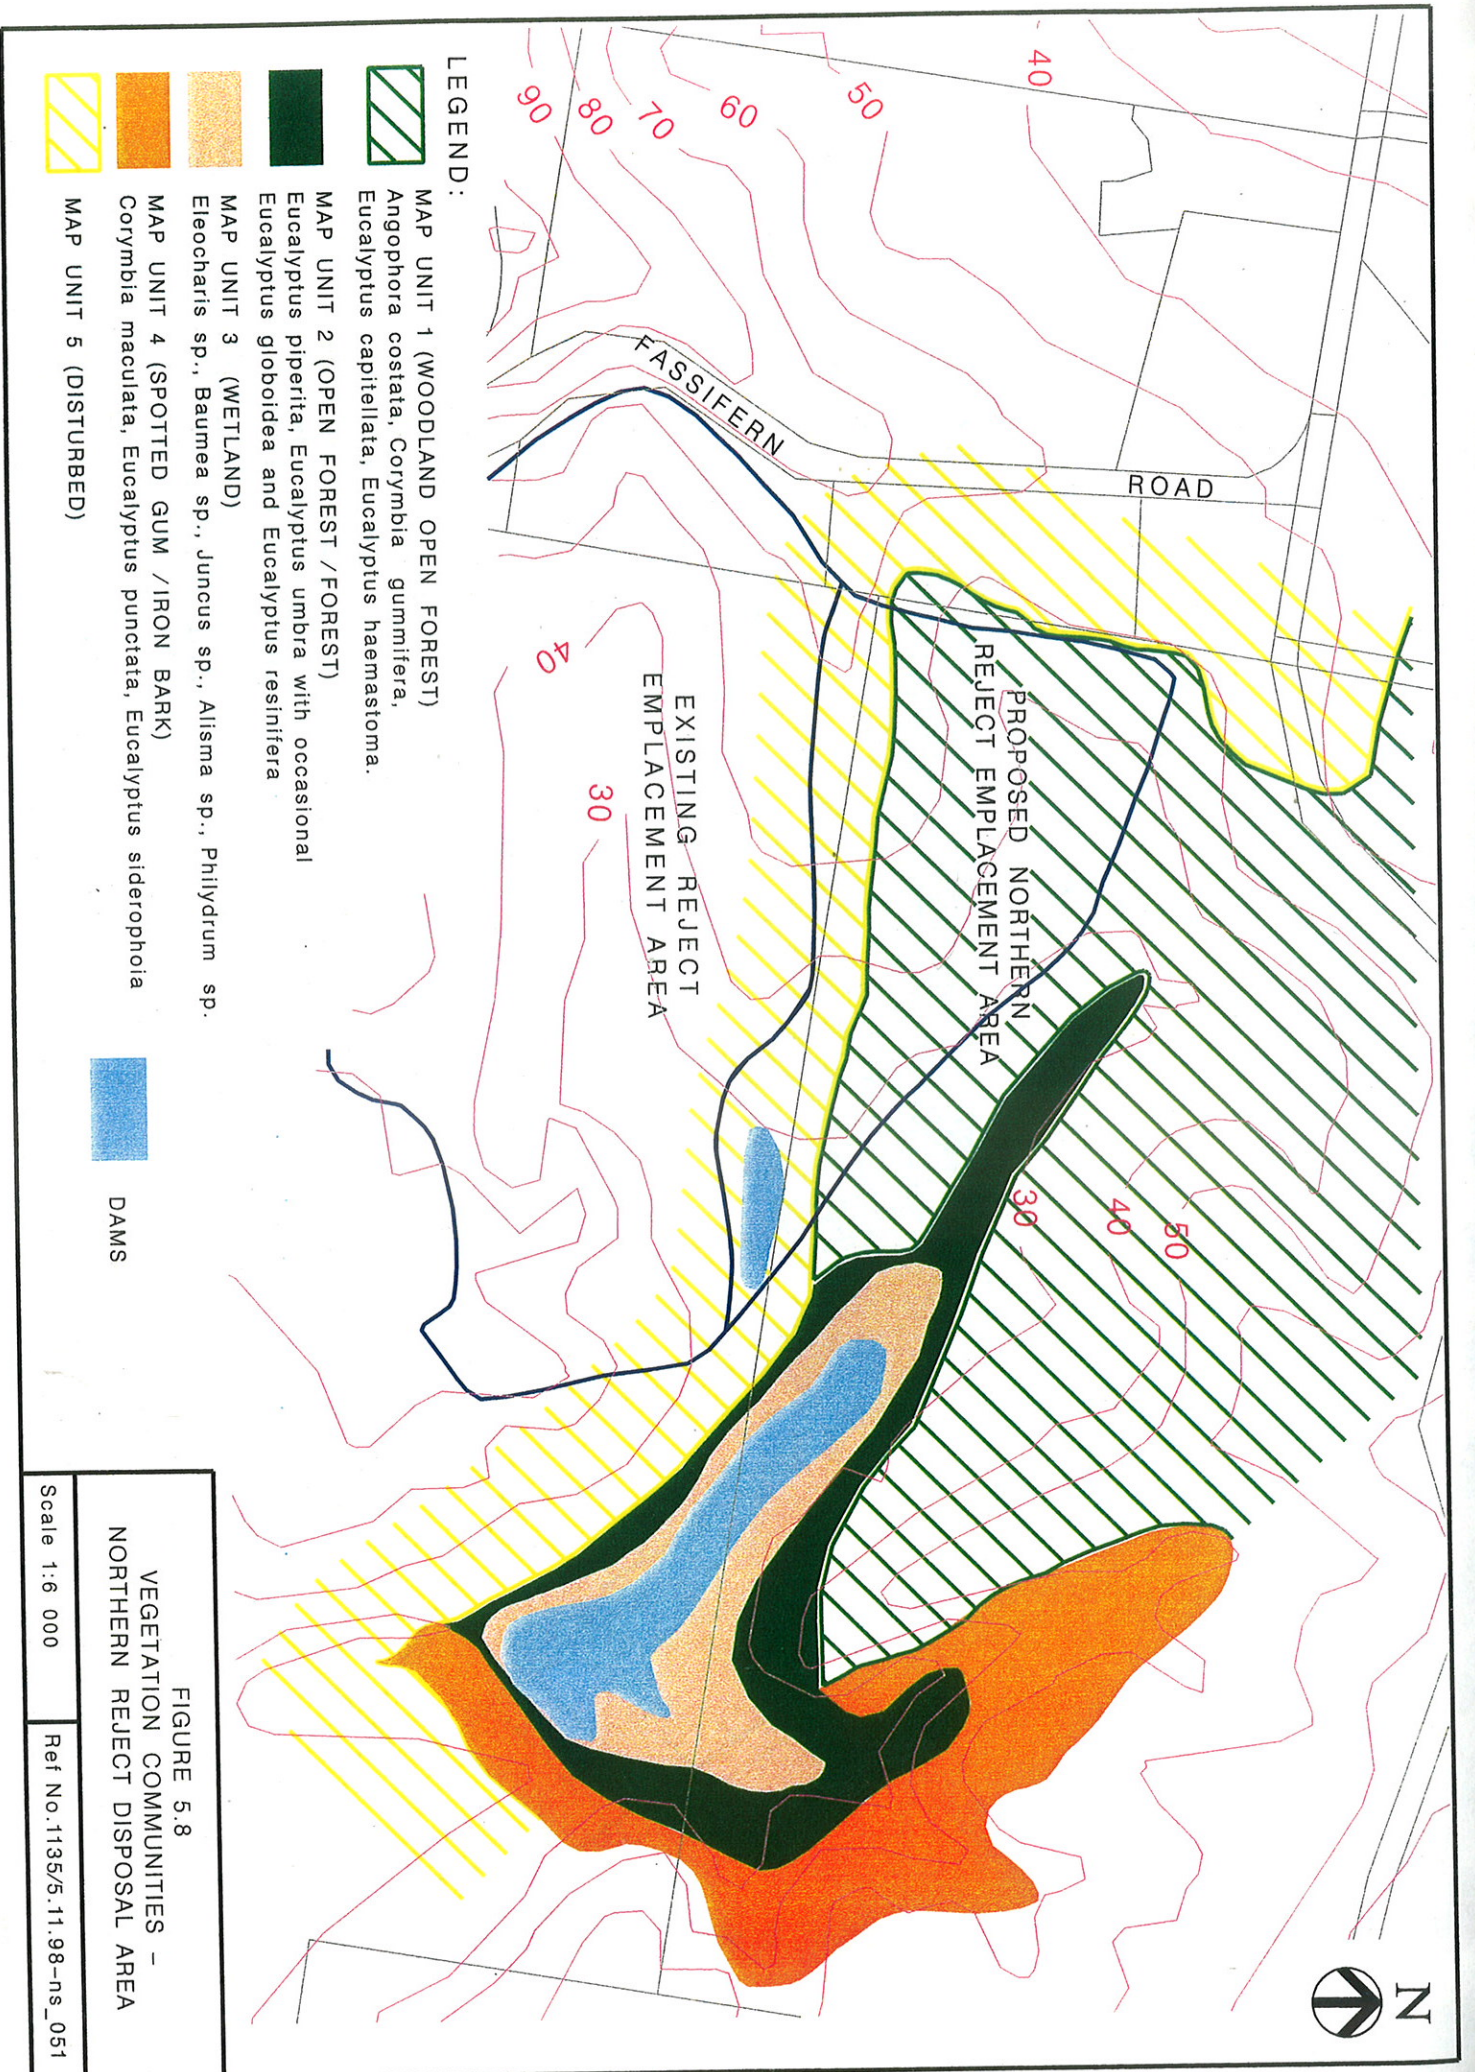 N
40
50
60
70
80
90
FASSIFERN
ROAD
PROPOSED NORTHERN
REJECT EMPLACEMENT AREA
EXISTING REJECT
EMPLACEMENT AREA
40
30
50
40
30
LEGEND:
MAP UNIT 1 (WOODLAND OPEN FOREST)
Angophora costata, Corymbia gummifera,
Eucalyptus capitellata, Eucalyptus haemastoma.
MAP UNIT 2 (OPEN FOREST / FOREST)
Eucalyptus piperita, Eucalyptus umbra with occasional
Eucalyptus globoidea and Eucalyptus resinifera
MAP UNIT 3 (WETLAND)
Eleocharis sp., Baumea sp., Juncus sp., Alisma sp., Philydrum sp.
MAP UNIT 4 (SPOTTED GUM / IRON BARK)
Corymbia maculata, Eucalyptus punctata, Eucalyptus siderophoia
MAP UNIT 5 (DISTURBED)
DAMS
FIGURE 5.8
VEGETATION COMMUNITIES –
NORTHERN REJECT DISPOSAL AREA
Scale 1:6 000
Ref No.1135/5.11.98-ns_051